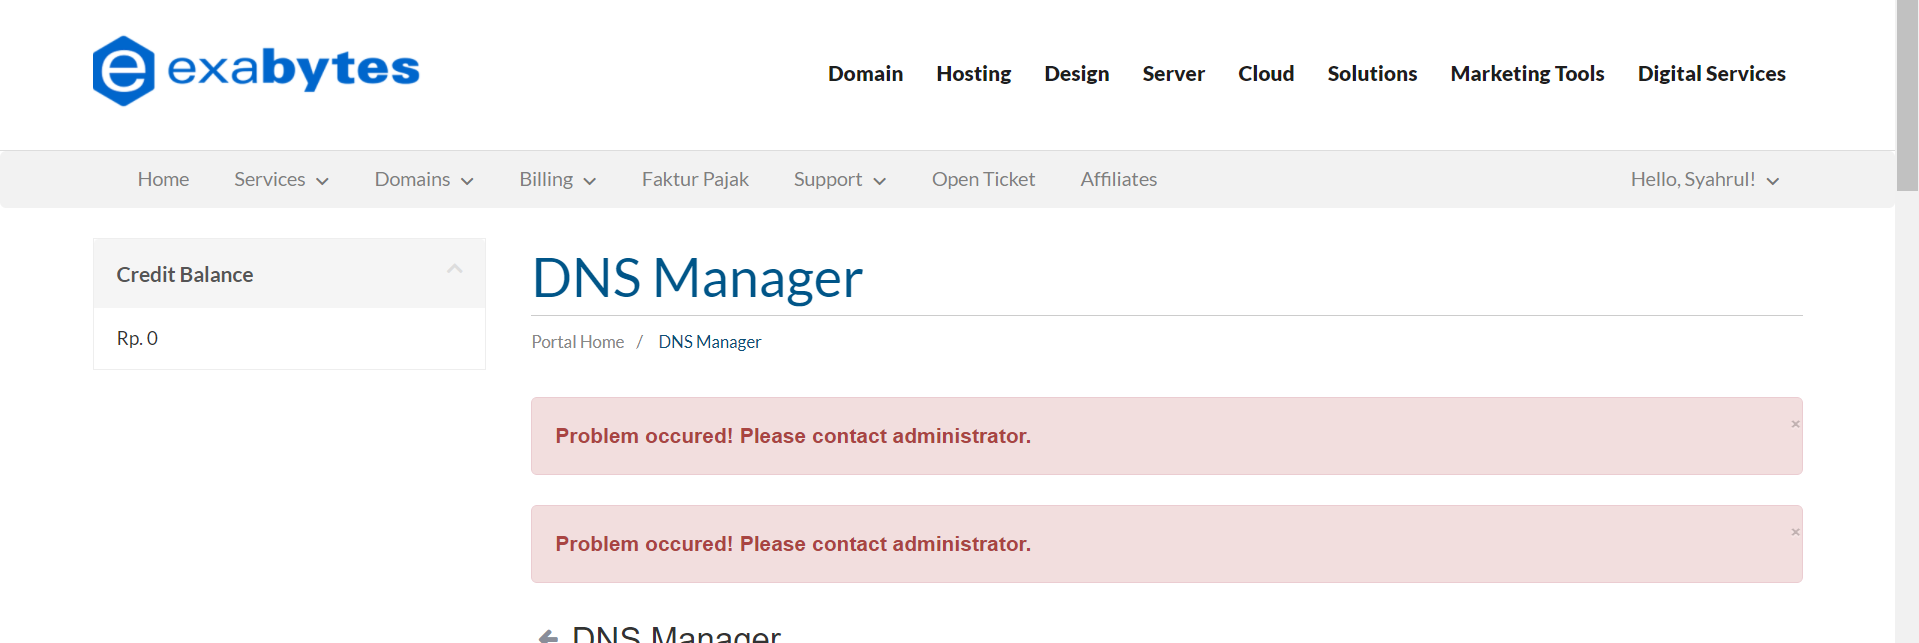 exabytes
Domain Hosting Design Server Cloud Solutions Marketing Tools Digital Services
Home Services Domains Billing Faktur Pajak Support Open Ticket Affiliates Hello, Syahrul!
Credit Balance
Rp. 0
DNS Manager
Portal Home / DNS Manager
Problem occured! Please contact administrator.
×
Problem occured! Please contact administrator.
×
DNS Manager